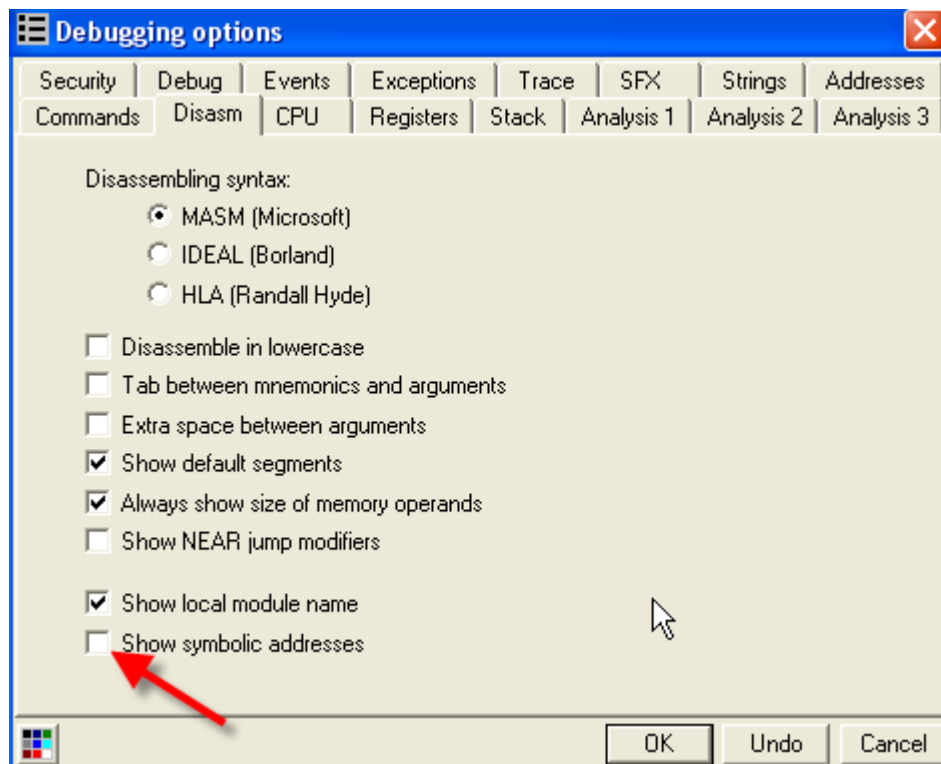 Debugging options
Security Debug Events Exceptions Trace SFX Strings Addresses
Commands Disasm CPU Registers Stack Analysis 1 Analysis 2 Analysis 3
Disassembling syntax:
MASM (Microsoft)
IDEAL (Borland)
HLA (Randall Hyde)
Disassemble in lowercase
Tab between mnemonics and arguments
Extra space between arguments
Show default segments
Always show size of memory operands
Show NEAR jump modifiers
Show local module name
Show symbolic addresses
OK Undo Cancel